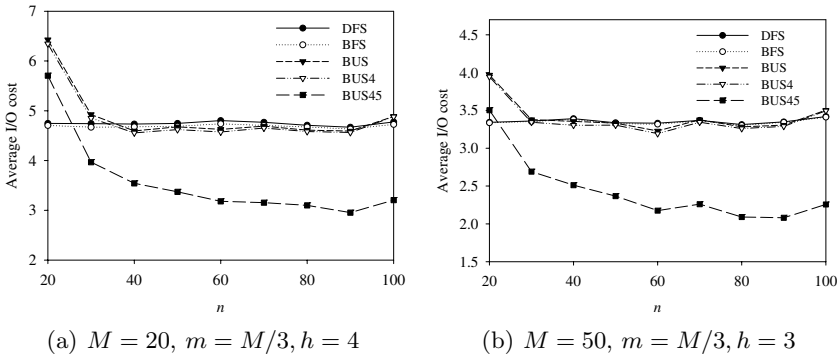 7
6
5
4
3
2
Average I/O cost
DFS
BFS
BUS
BUS4
BUS45
20 40 60 80 100
n
(a) M = 20, m = M/3, h = 4
4.5
4.0
3.5
3.0
2.5
2.0
1.5
Average I/O cost
DFS
BFS
BUS
BUS4
BUS45
20 40 60 80 100
n
(b) M = 50, m = M/3, h = 3